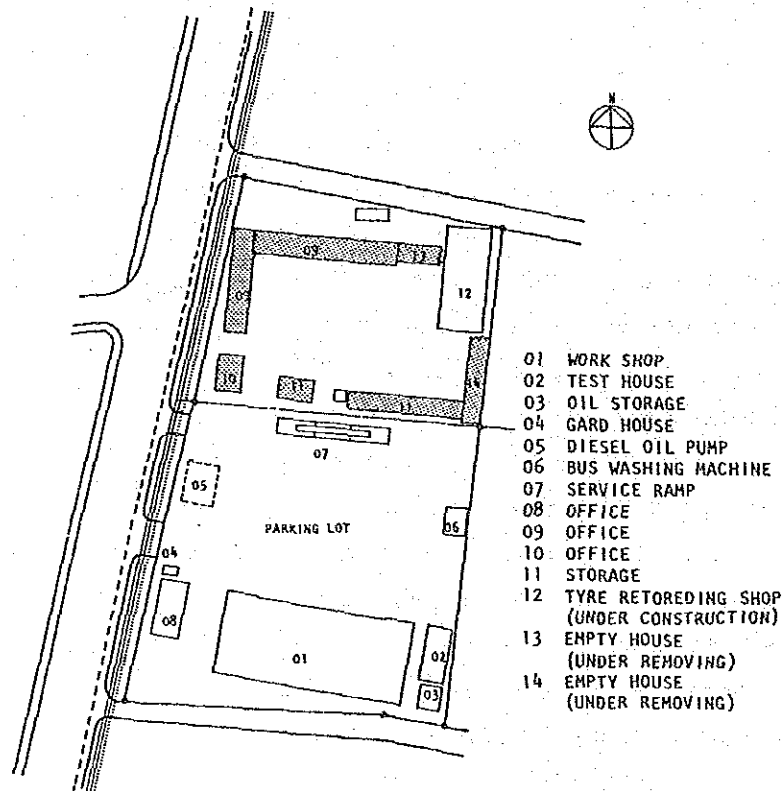 N
09
12
10
11
13
14
07
05
PARKING LOT
06
04
08
01
02
03
01 WORK SHOP
02 TEST HOUSE
03 OIL STORAGE
04 GARD HOUSE
05 DIESEL OIL PUMP
06 BUS WASHING MACHINE
07 SERVICE RAMP
08 OFFICE
09 OFFICE
10 OFFICE
11 STORAGE
12 TYRE RETOREDING SHOP
(UNDER CONSTRUCTION)
13 EMPTY HOUSE
(UNDER REMOVING)
14 EMPTY HOUSE
(UNDER REMOVING)